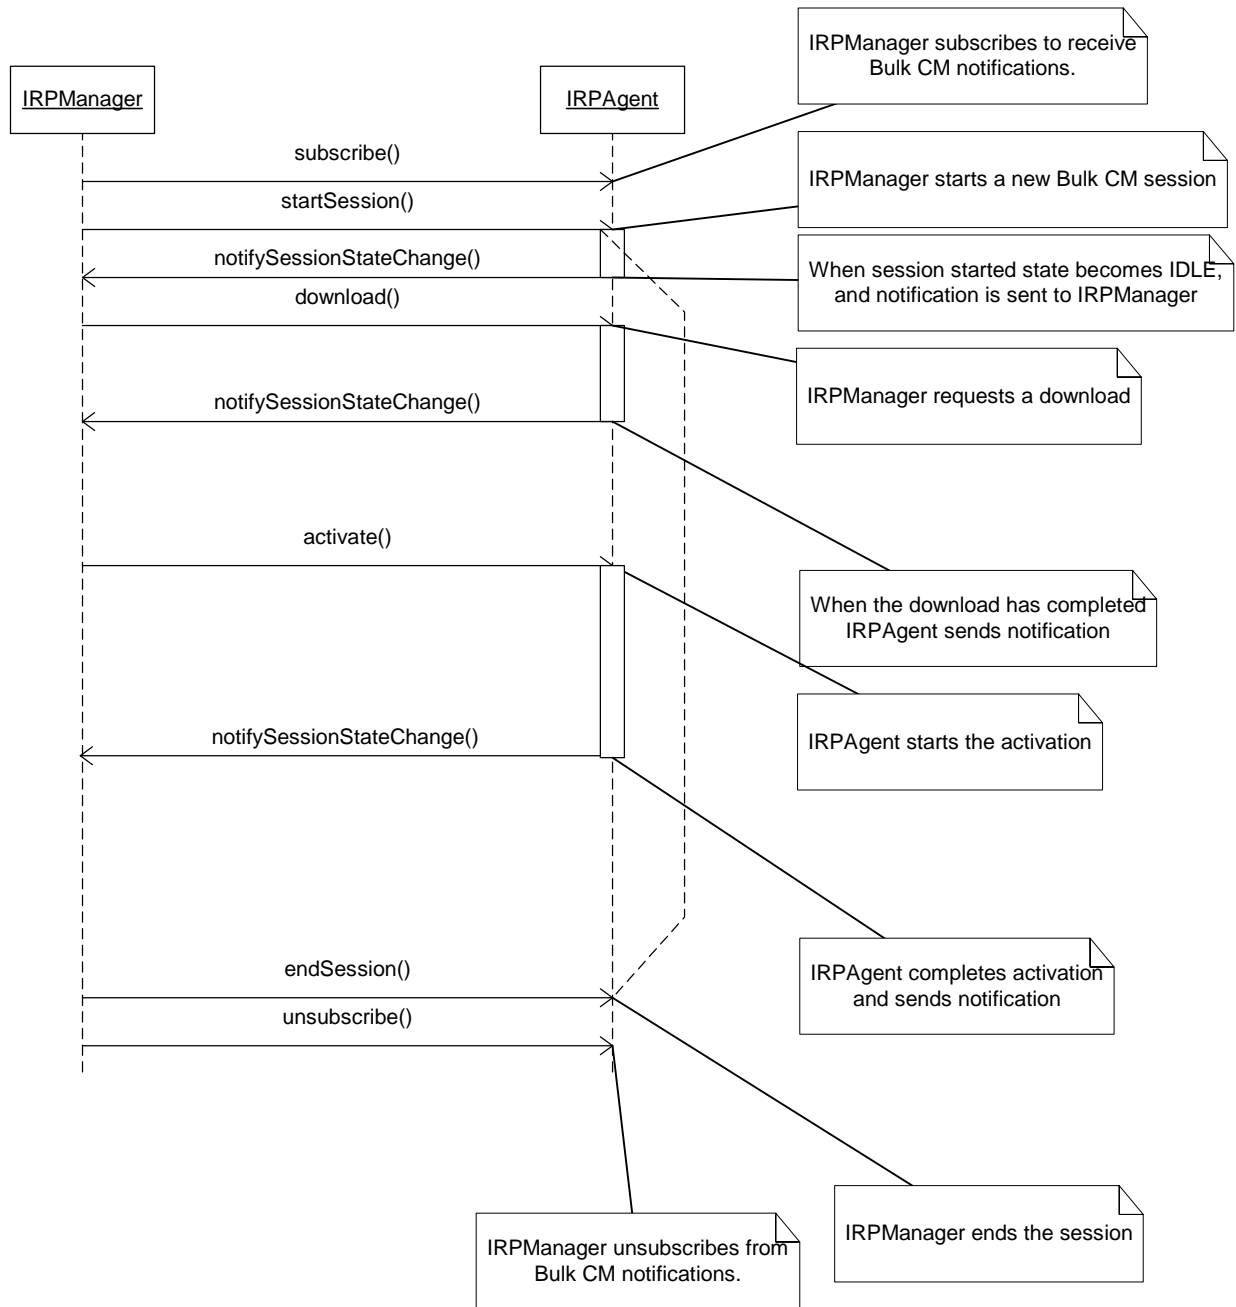 IRPManager subscribes to receive
Bulk CM notifications.
IRPManager
IRPAgent
subscribe()
IRPManager starts a new Bulk CM session
startSession()
notifySessionStateChange()
When session started state becomes IDLE,
and notification is sent to IRPManager
download()
IRPManager requests a download
notifySessionStateChange()
activate()
When the download has completed
IRPAgent sends notification
notifySessionStateChange()
IRPAgent starts the activation
endSession()
IRPAgent completes activation
and sends notification
unsubscribe()
IRPManager ends the session
IRPManager unsubscribes from
Bulk CM notifications.